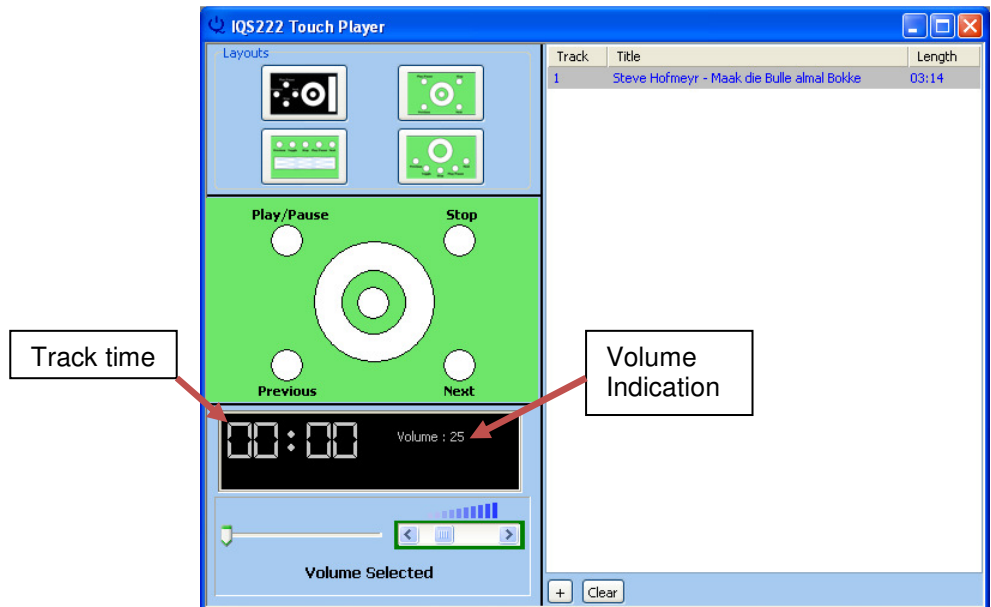 IQS222 Touch Player
Layouts
Track Title Length
1 Steve Hofmeyr - Maak die Bulle almal Bokke 03:14
Play/Pause Stop
Previous Next
Track time
Volume
Indication
00:00
Volume : 25
Volume Selected
+ Clear